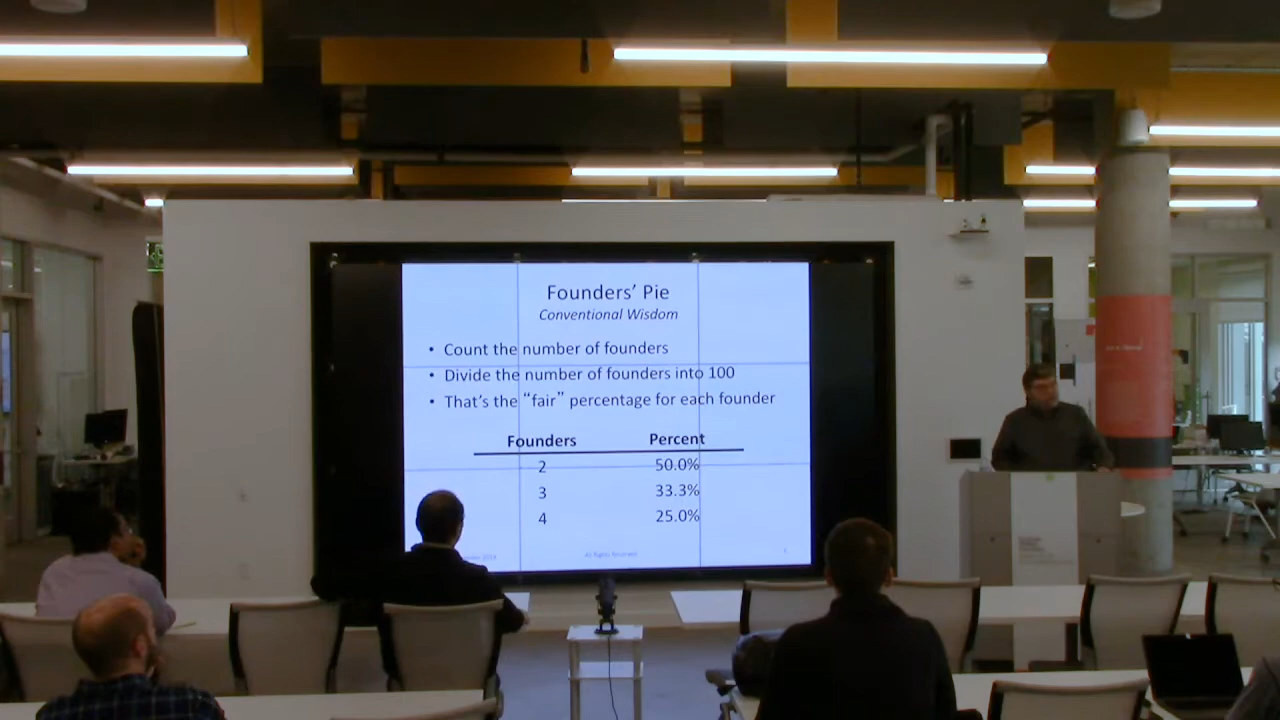 Founders' Pie
Conventional Wisdom
• Count the number of founders
• Divide the number of founders into 100
• That's the “fair” percentage for each founder
Founders Percent
2 50.0%
3 33.3%
4 25.0%
All Rights Reserved